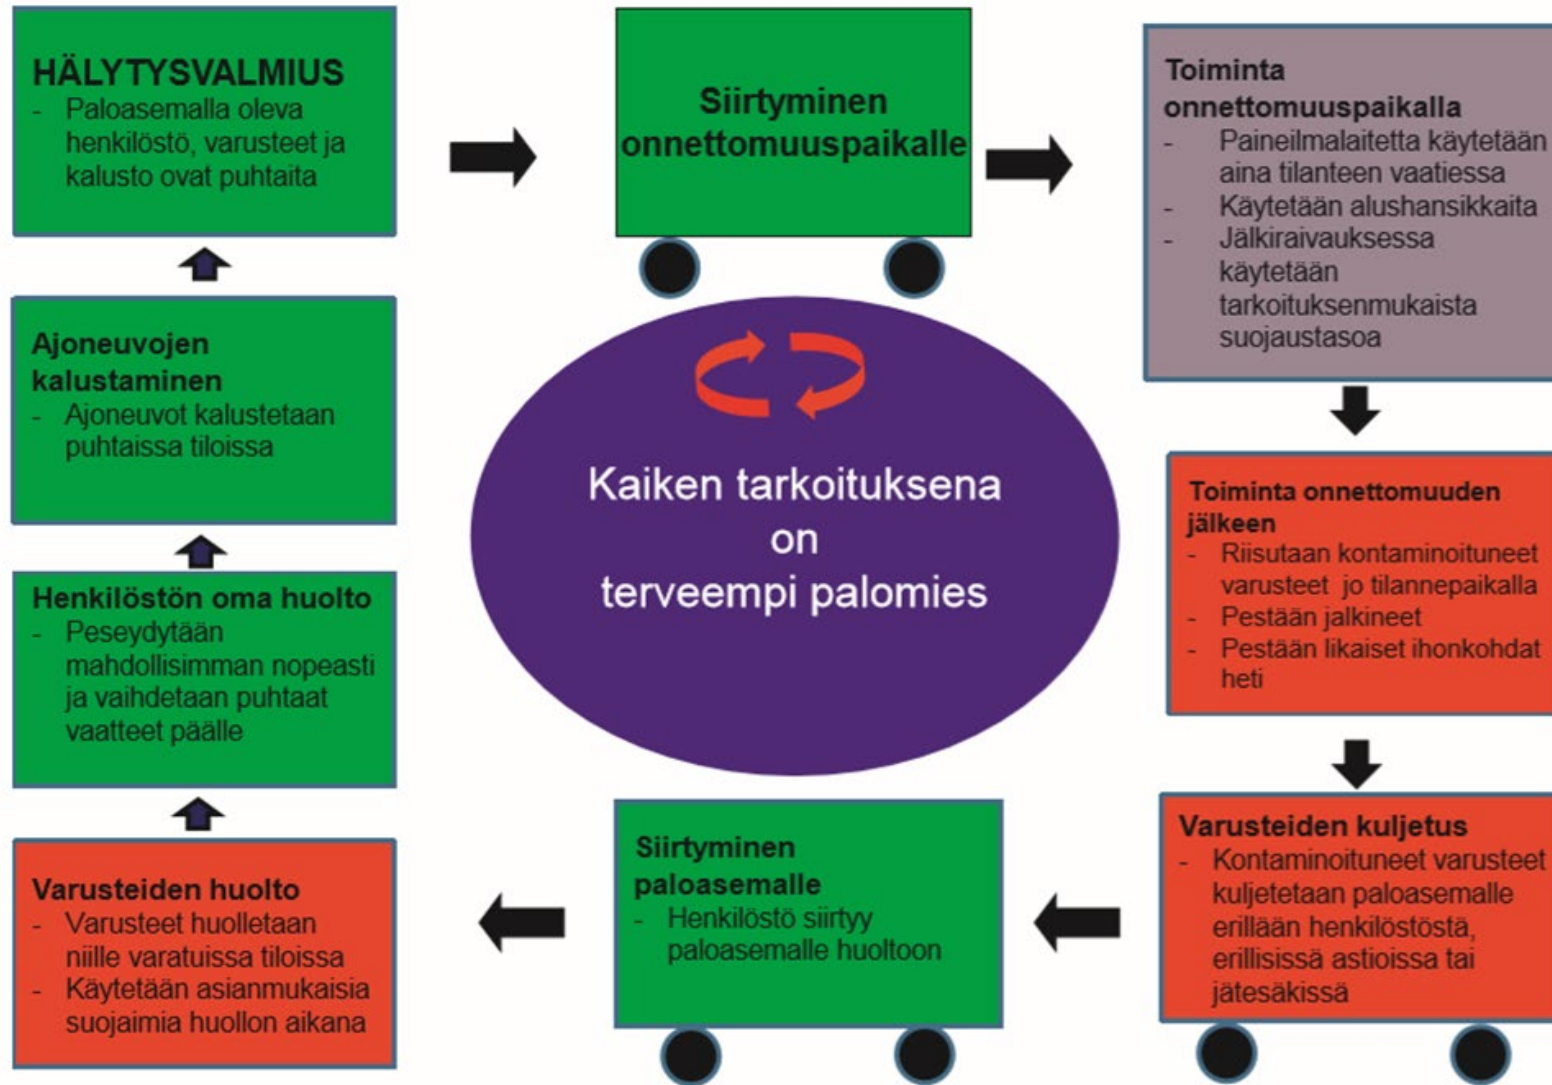 HÄLYTYSVALMIUS
- Paloasemalla oleva
henkilöstö, varusteet ja
kalusto ovat puhtaita
Siirtyminen
onnettomuuspaikalle
Toiminta
onnettomuuspaikalla
- Paineilmalaitetta käytetään
aina tilanteen vaatiessa
- Käytetään alushansikkaita
- Jälkiraivauksessa
käytetään
tarkoituksenmukaista
suojaustasoa
Toiminta onnettomuuden
jälkeen
- Riisutaan kontaminoituneet
varusteet jo tilannepaikalla
- Pestään jalkineet
- Pestään likaiset ihonkohdat
heti
Varusteiden kuljetus
- Kontaminoituneet varusteet
kuljetetaan paloasemalle
erillään henkilöstöstä,
erillisissä astioissa tai
jätesäkissä
Siirtyminen
paloasemalle
- Henkilöstö siirtyy
paloasemalle huoltoon
Varusteiden huolto
- Varusteet huolletaan
niille varatuissa tiloissa
- Käytetään asianmukaisia
suojaimia huollon aikana
Henkilöstön oma huolto
- Peseydytään
mahdollisimman nopeasti
ja vaihdetaan puhtaat
vaatteet päälle
Ajoneuvojen
kalustaminen
- Ajoneuvot kalustetaan
puhtaissa tiloissa
Kaiken tarkoituksena
on
terveempi palomies